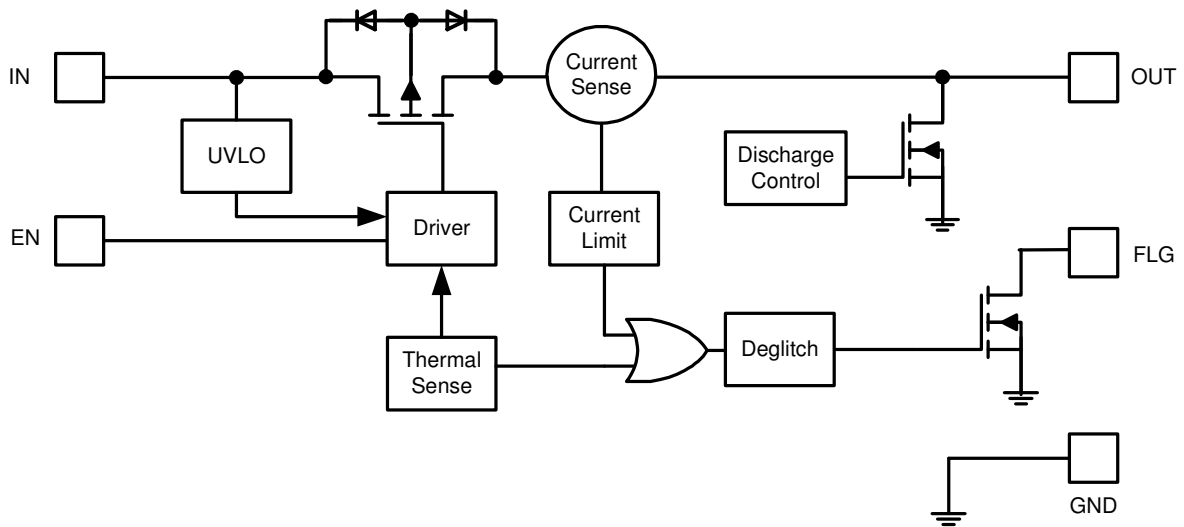 IN
Current
Sense
OUT
UVLO
Discharge
Control
EN
Driver
Current
Limit
FLG
Thermal
Sense
Deglitch
GND